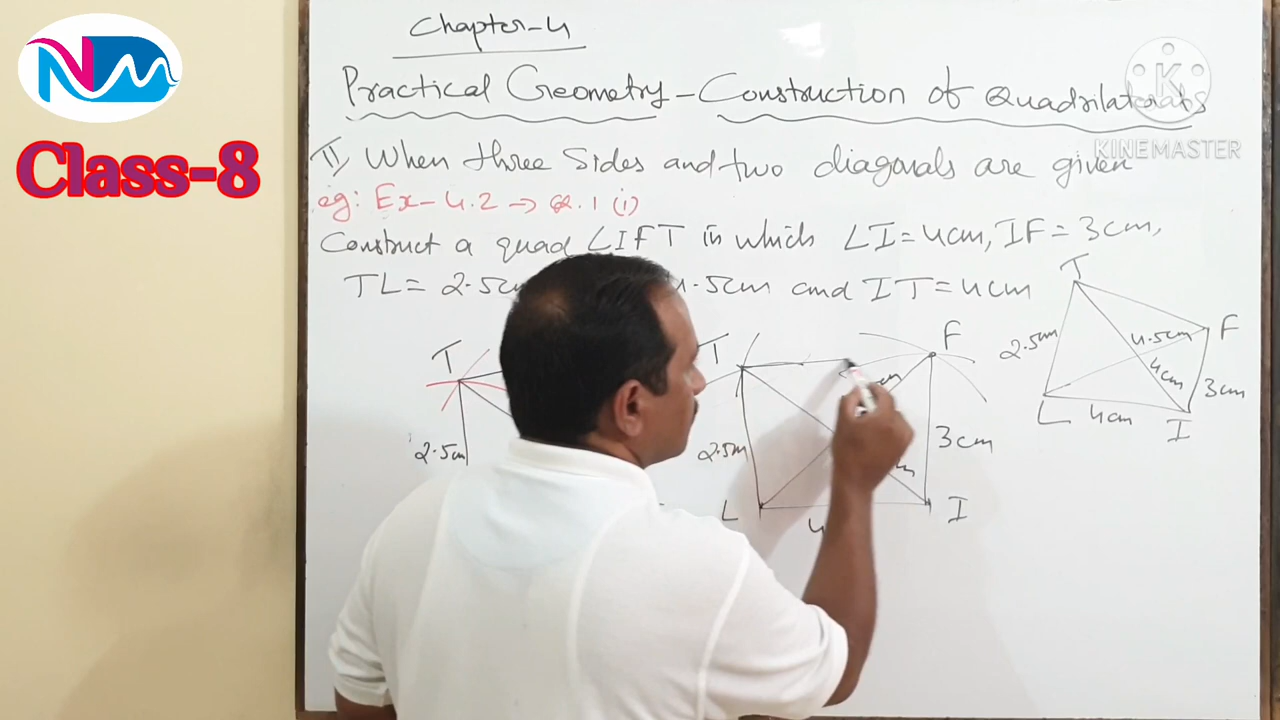 NM
Class-8
K
KINEMASTER
Chapter-4
Practical Geometry - Construction of Quadrilaterals
II, When three sides and two diagonals are given
eg: Ex-4.2 → Q.1 (i)
Construct a quad LIFT in which LI=4cm, IF=3cm,
TL=2.5cm 4.5cm and IT=4cm
T
2.5cm
T
F
2.5m
3cm
L
I
T
F
2.5cm
4.5cm
4cm
3cm
L
4cm
I